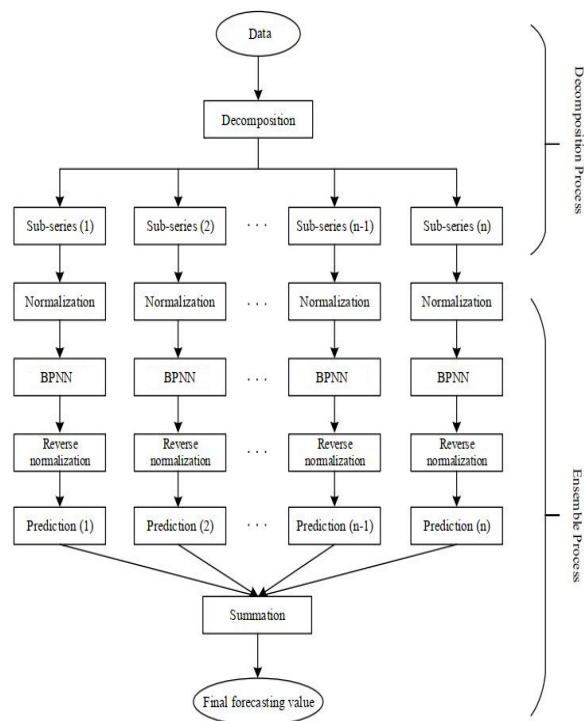 Data
Decomposition
Sub-series (1) Sub-series (2) . . . Sub-series (n-1) Sub-series (n)
Normalization Normalization . . . Normalization Normalization
BPNN BPNN . . . BPNN BPNN
Reverse Reverse Reverse Reverse
normalization normalization . . . normalization normalization
Prediction (1) Prediction (2) . . . Prediction (n-1) Prediction (n)
Summation
Final forecasting value
Decomposition Process
Ensemble Process